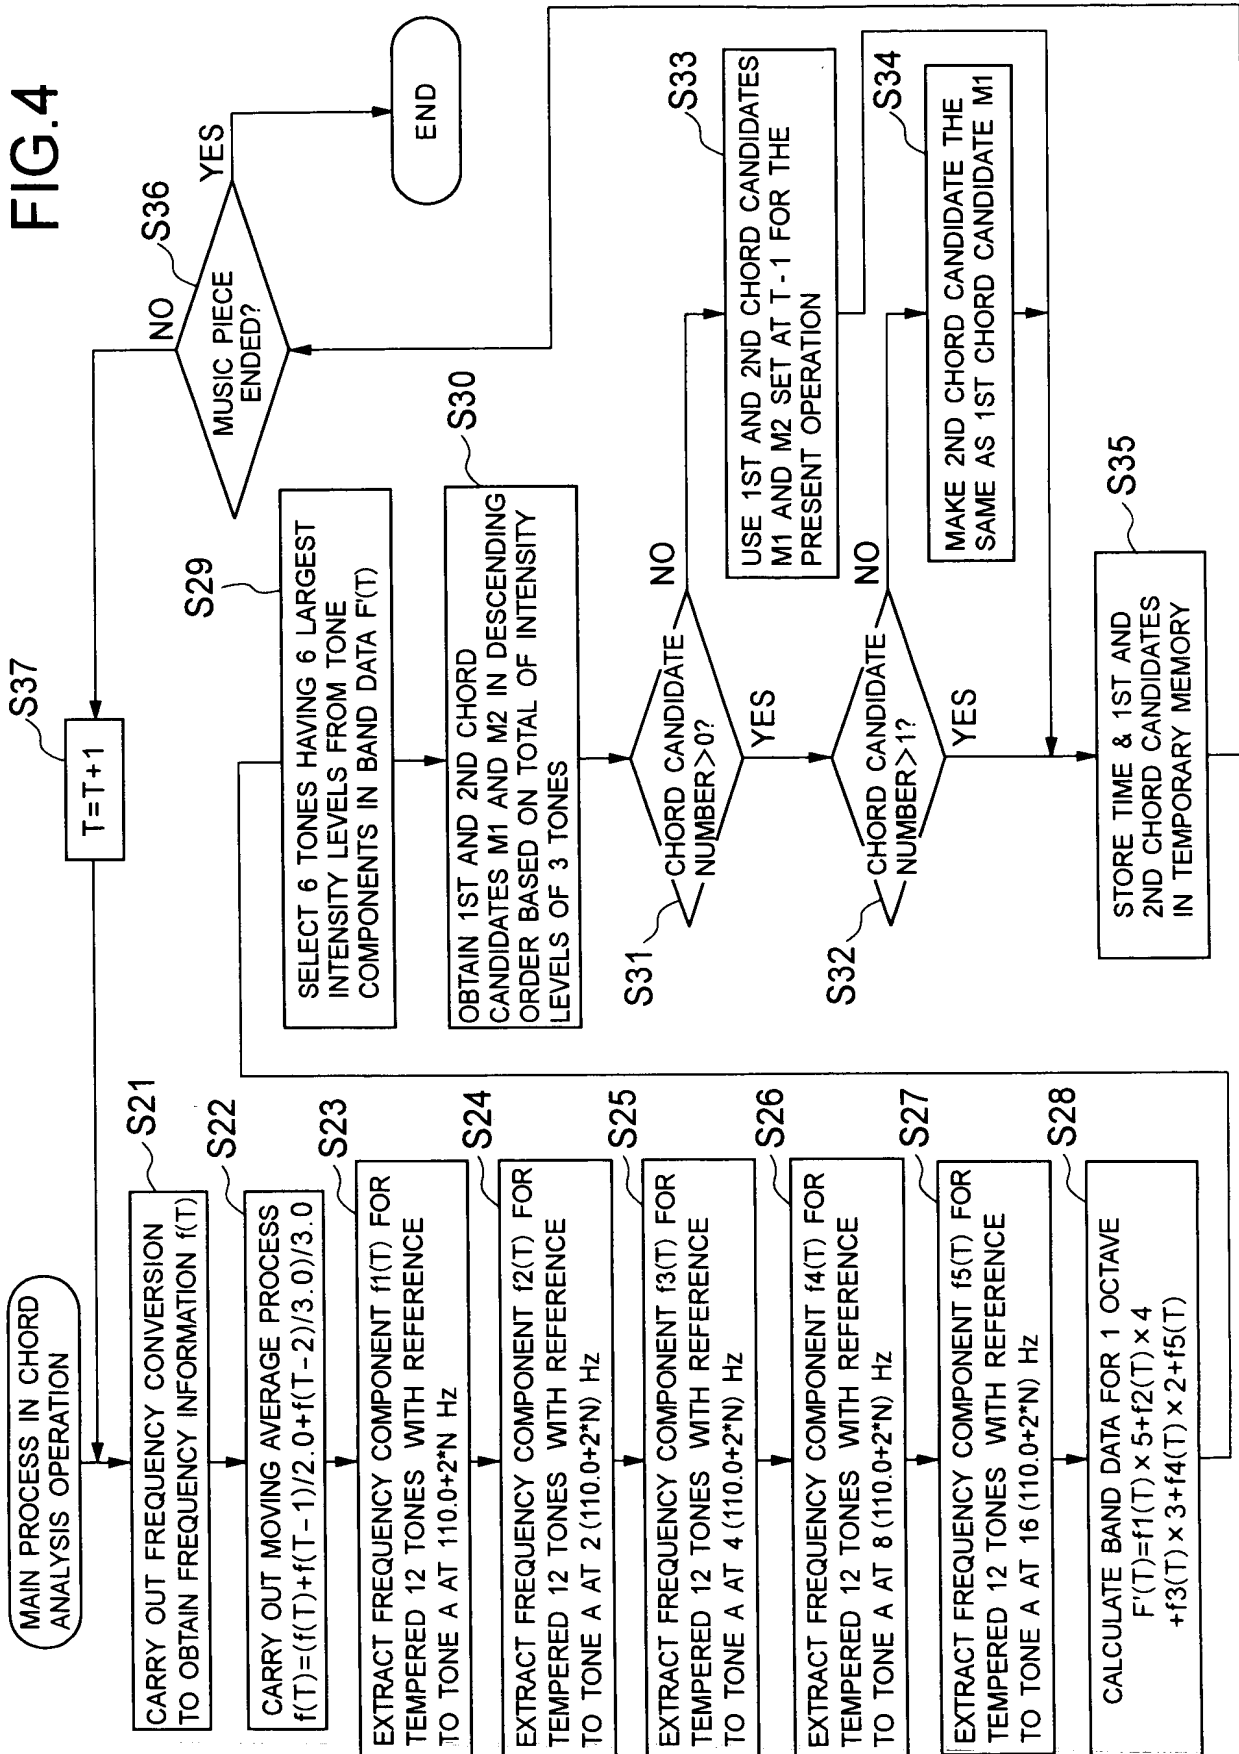 FIG.4
MAIN PROCESS IN CHORD
ANALYSIS OPERATION
S21
CARRY OUT FREQUENCY CONVERSION
TO OBTAIN FREQUENCY INFORMATION f(T)
S22
CARRY OUT MOVING AVERAGE PROCESS
f(T)=(f(T)+f(T-1)/2.0+f(T-2)/3.0)/3.0
S23
EXTRACT FREQUENCY COMPONENT f1(T) FOR
TEMPERED 12 TONES WITH REFERENCE
TO TONE A AT 110.0+2*N Hz
S24
EXTRACT FREQUENCY COMPONENT f2(T) FOR
TEMPERED 12 TONES WITH REFERENCE
TO TONE A AT 2 (110.0+2*N) Hz
S25
EXTRACT FREQUENCY COMPONENT f3(T) FOR
TEMPERED 12 TONES WITH REFERENCE
TO TONE A AT 4 (110.0+2*N) Hz
S26
EXTRACT FREQUENCY COMPONENT f4(T) FOR
TEMPERED 12 TONES WITH REFERENCE
TO TONE A AT 8 (110.0+2*N) Hz
S27
EXTRACT FREQUENCY COMPONENT f5(T) FOR
TEMPERED 12 TONES WITH REFERENCE
TO TONE A AT 16 (110.0+2*N) Hz
S28
CALCULATE BAND DATA FOR 1 OCTAVE
F'(T)=f1(T)×5+f2(T)×4
+f3(T)×3+f4(T)×2+f5(T)
S29
SELECT 6 TONES HAVING 6 LARGEST
INTENSITY LEVELS FROM TONE
COMPONENTS IN BAND DATA F'(T)
S30
OBTAIN 1ST AND 2ND CHORD
CANDIDATES M1 AND M2 IN DESCENDING
ORDER BASED ON TOTAL OF INTENSITY
LEVELS OF 3 TONES
S31
CHORD CANDIDATE
NUMBER>0?
NO
YES
S33
USE 1ST AND 2ND CHORD CANDIDATES
M1 AND M2 SET AT T-1 FOR THE
PRESENT OPERATION
S32
CHORD CANDIDATE
NUMBER>1?
NO
YES
S34
MAKE 2ND CHORD CANDIDATE THE
SAME AS 1ST CHORD CANDIDATE M1
S35
STORE TIME & 1ST AND
2ND CHORD CANDIDATES
IN TEMPORARY MEMORY
S36
MUSIC PIECE
ENDED?
NO
YES
END
S37
T=T+1